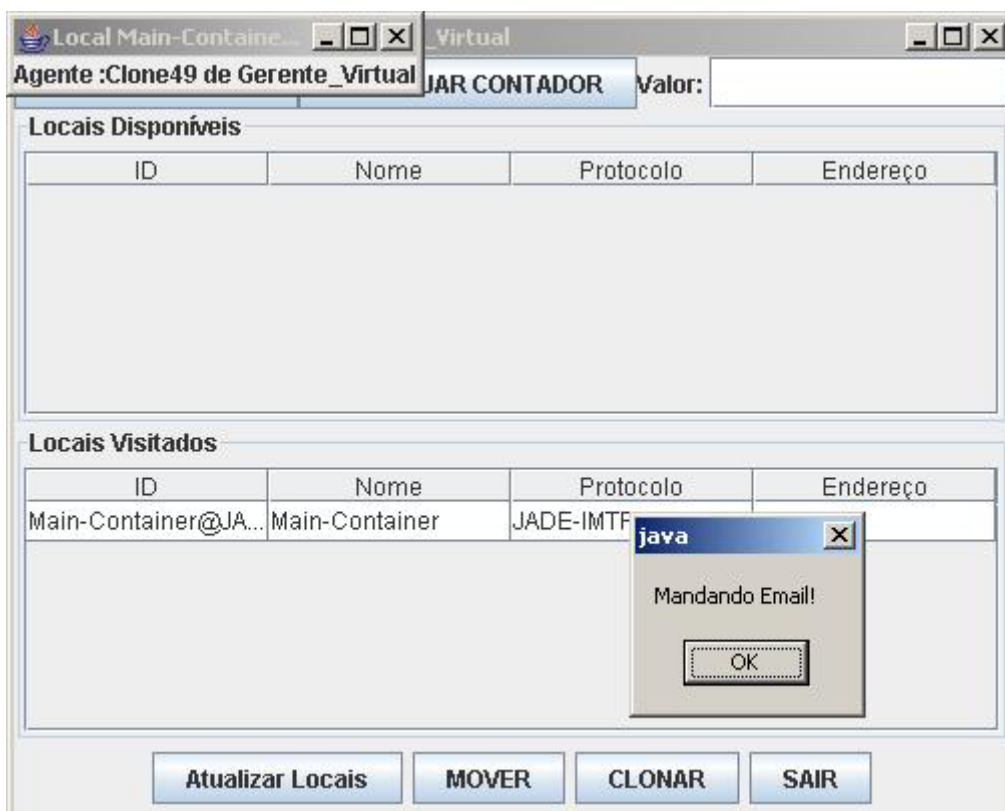 Local Main-Containe... _Virtual
Agente :Clone49 de Gerente_Virtual
UAR CONTADOR Valor:
Locais Disponíveis
ID Nome Protocolo Endereço
Locais Visitados
ID Nome Protocolo Endereço
Main-Container@JA... Main-Container JADE-IMTP
java
Mandando Email!
OK
Atualizar Locais MOVER CLONAR SAIR